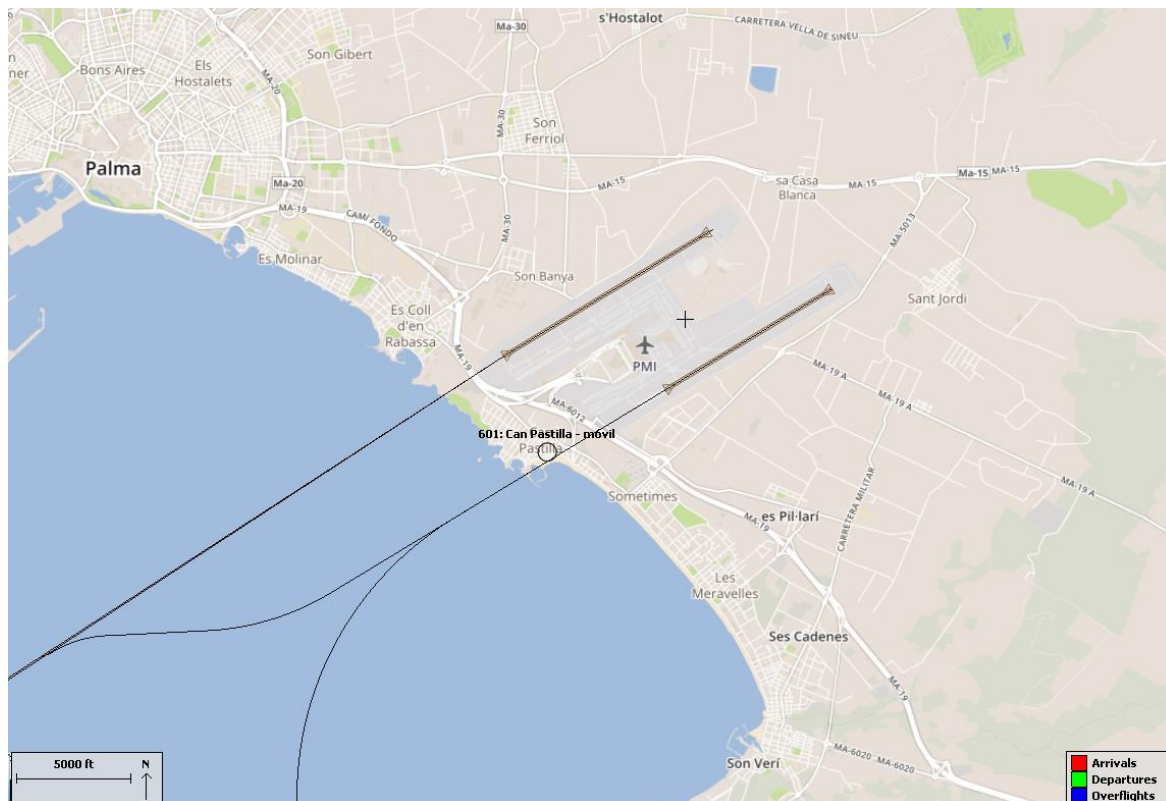 s'Hostalot
CARRETERA VELLA DE SINEU
Ma-30
Son Gibert
Els
Hostalets
Bons Aires
MA-20
MA-30
Son
Ferriol
Palma
Ma-20
MA-15
sa Casa
Blanca
MA-15
Ma-15
MA-15
MA-19
CAMÍ FONDO
MA-30
MA-5013
Es Molinar
Son Banya
Sant Jordi
Es Coll
d'en
Rabassa
MA-19
PMI
MA-19 A
MA-19 A
MA-6012
601: Can Pastilla - móvil
Pastilla
MA-19 A
Sometimes
CARRETERA MILITAR
es Pil·larí
MA-19
Les
Meravelles
Ses Cadenes
MA-19
MA-6020
MA-6020
Son Verí
5000 ft
N
Arrivals
Departures
Overflights